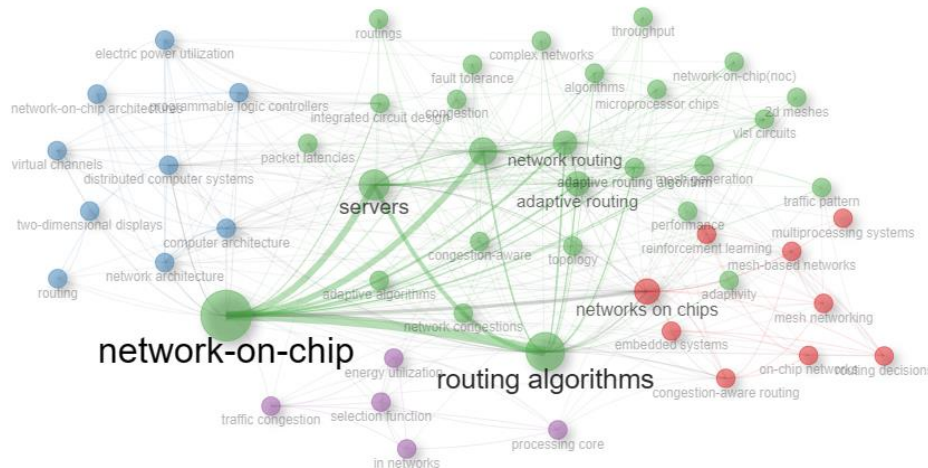 routings
throughput
electric power utilization
complex networks
fault tolerance
network-on-chip(noc)
algorithms
network-on-chip architectures
programmable logic controllers
microprocessor chips
2d meshes
integrated circuit design
congestion
vlsi circuits
packet latencies
network routing
virtual channels
distributed computer systems
adaptive routing algorithm
mesh generation
adaptive routing
servers
traffic pattern
two-dimensional displays
performance
multiprocessing systems
computer architecture
reinforcement learning
congestion-aware
topology
mesh-based networks
routing
network architecture
adaptive algorithms
adaptivity
networks on chips
mesh networking
network congestions
embedded systems
network-on-chip
energy utilization
routing algorithms
on-chip networks
routing decisions
congestion-aware routing
traffic congestion
selection function
processing core
in networks